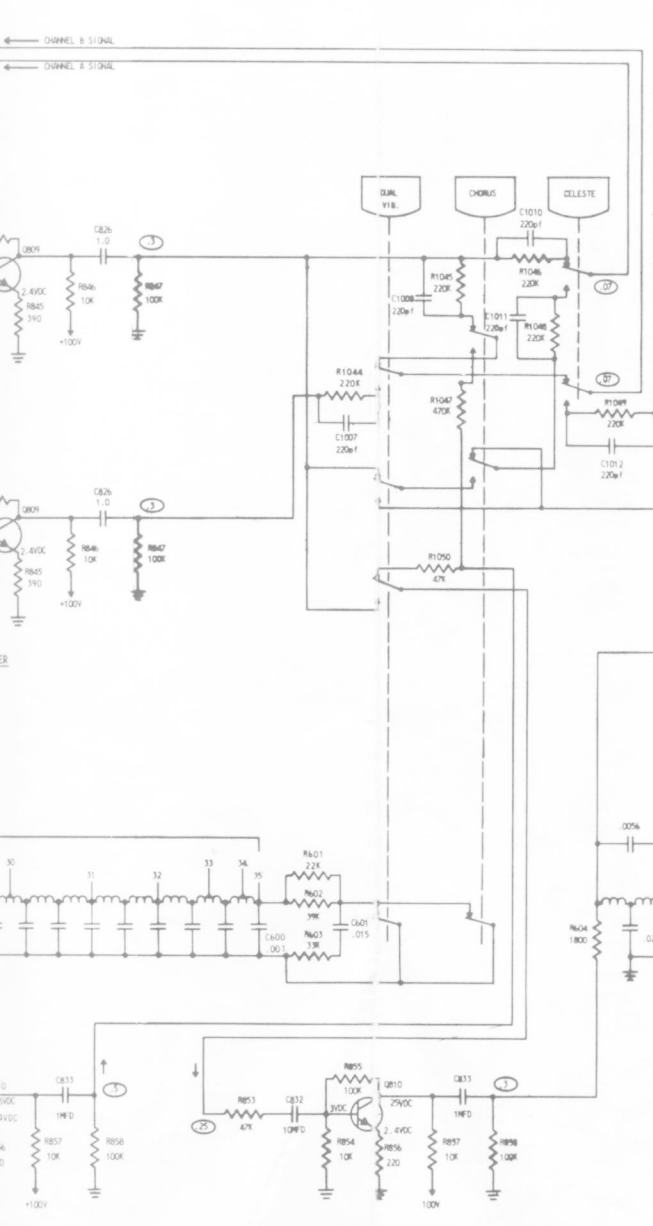 CHANNEL B SIGNAL
CHANNEL A SIGNAL
DUAL
VIB.
CHORUS
CELESTE
C1010
220pf
C826
1.0
.3
Q809
2.4VDC
R846
10K
R847
100K
R845
390
+100V
R1045
220K
C1008
220pf
R1046
220K
.07
C1011
220pf
R1048
220K
R1044
220K
C1007
220pf
R1047
470K
.07
R1049
220K
C1012
220pf
C826
1.0
.3
Q809
2.4VDC
R846
10K
R847
100K
R845
390
+100V
R1050
47K
ER
30
31
32
33
34
35
R601
22K
R602
39K
R603
33K
C600
.001
C601
.015
.0056
R604
1800
C833
1MFD
.3
R857
10K
R858
100K
+100V
.25
R853
47K
C832
10MFD
3VDC
R855
100K
Q810
25VDC
2.4VDC
R854
10K
R856
220
C833
1MFD
.3
R857
10K
R858
100K
100V